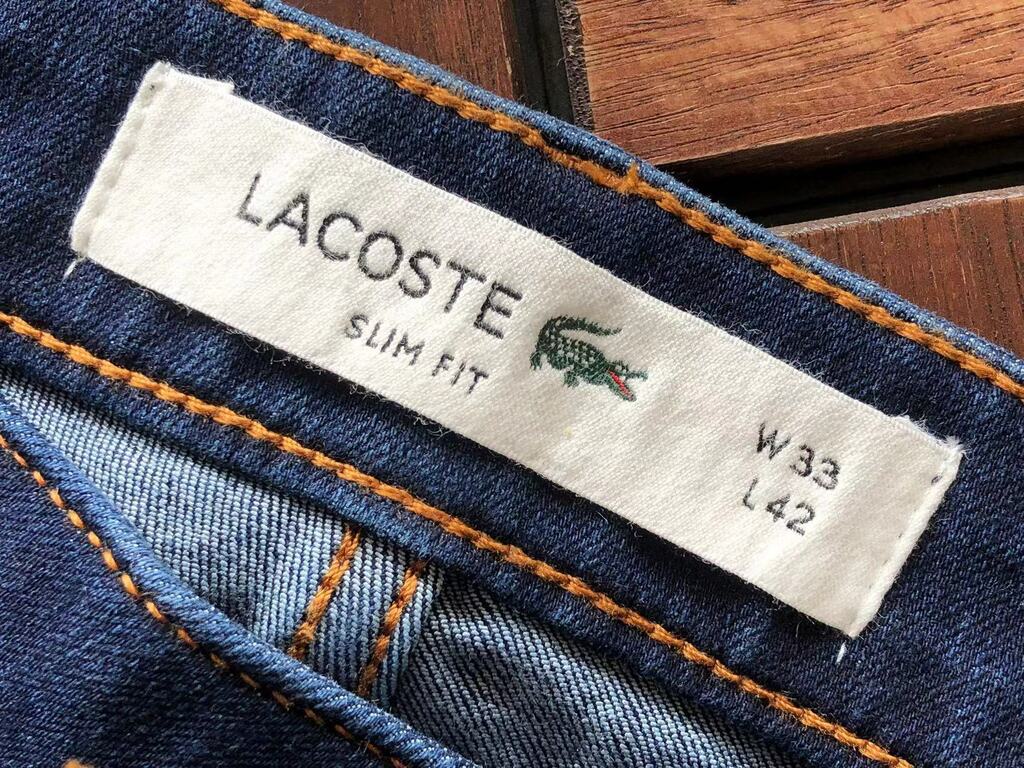 LACOSTE
SLIM FIT
W 33
L 42